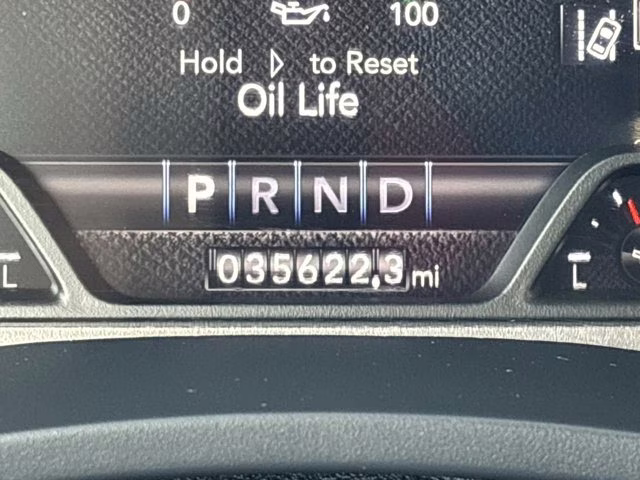 0 100
Hold ▷ to Reset
Oil Life
P R N D
035622.3 mi
L L